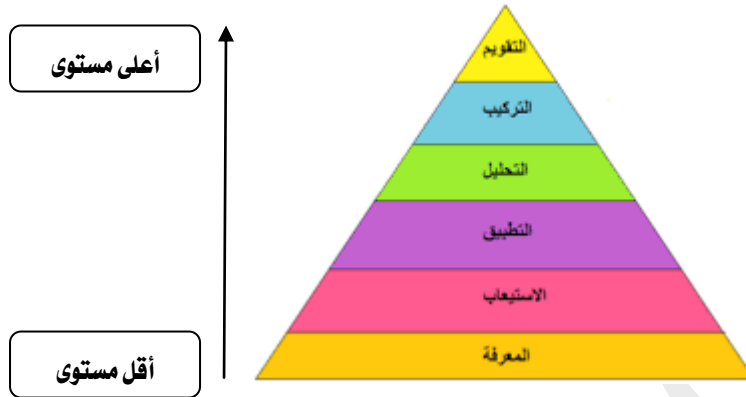 التقويم
أعلى مستوى
التركيب
التحليل
التطبيق
الاستيعاب
المعرفة
أقل مستوى